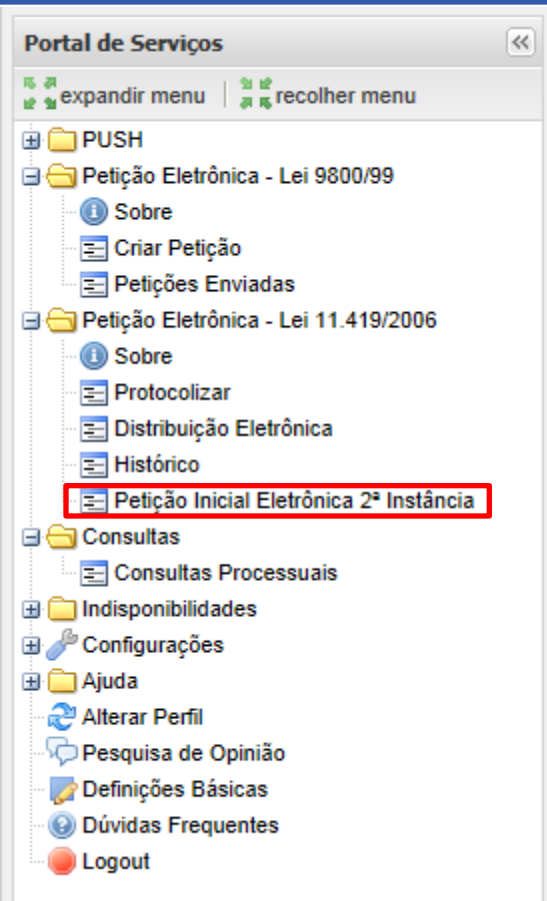 Portal de Serviços
expandir menu recolher menu
PUSH
Petição Eletrônica - Lei 9800/99
Sobre
Criar Petição
Petições Enviadas
Petição Eletrônica - Lei 11.419/2006
Sobre
Protocolizar
Distribuição Eletrônica
Histórico
Petição Inicial Eletrônica 2ª Instância
Consultas
Consultas Processuais
Indisponibilidades
Configurações
Ajuda
Alterar Perfil
Pesquisa de Opinião
Definições Básicas
Dúvidas Frequentes
Logout